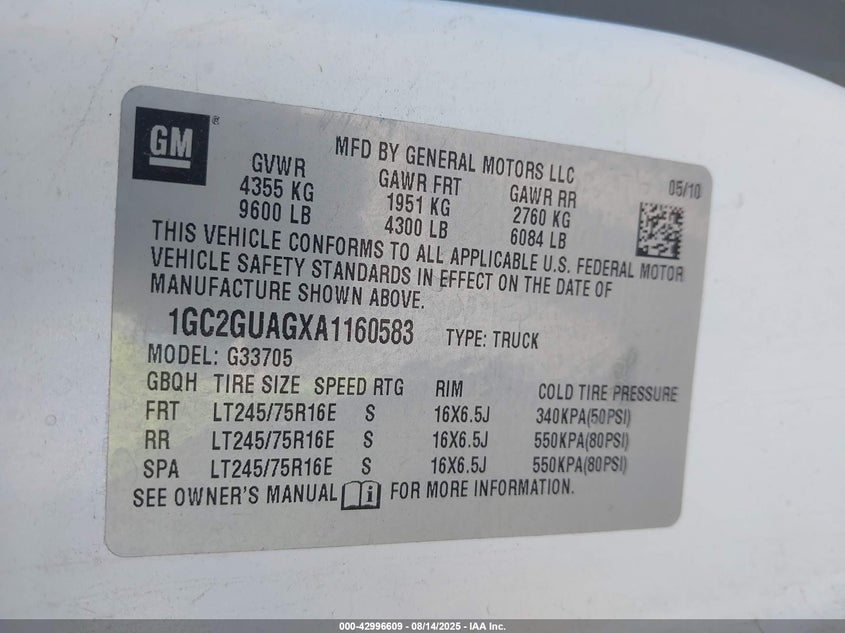 GM ®
MFD BY GENERAL MOTORS LLC
05/10
GVWR GAWR FRT GAWR RR
4355 KG 1951 KG 2760 KG
9600 LB 4300 LB 6084 LB
THIS VEHICLE CONFORMS TO ALL APPLICABLE U.S. FEDERAL MOTOR
VEHICLE SAFETY STANDARDS IN EFFECT ON THE DATE OF
MANUFACTURE SHOWN ABOVE.
1GC2GUAGXA1160583 TYPE: TRUCK
MODEL: G33705
GBQH TIRE SIZE SPEED RTG RIM COLD TIRE PRESSURE
FRT LT245/75R16E S 16X6.5J 340KPA(50PSI)
RR LT245/75R16E S 16X6.5J 550KPA(80PSI)
SPA LT245/75R16E S 16X6.5J 550KPA(80PSI)
SEE OWNER'S MANUAL i FOR MORE INFORMATION.
000-42996609 - 08/14/2025 - IAA Inc.